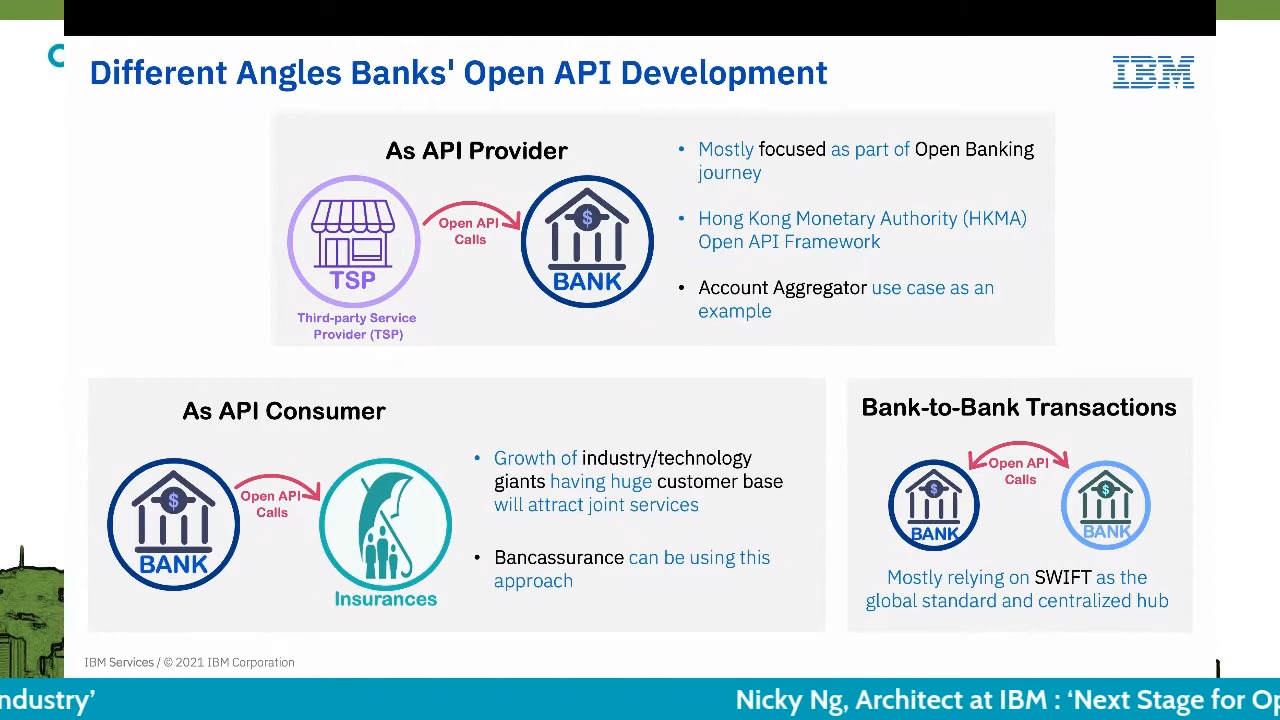 Different Angles Banks' Open API Development
IBM
As API Provider
TSP
Third-party Service
Provider (TSP)
Open API
Calls
$
BANK
• Mostly focused as part of Open Banking
journey
• Hong Kong Monetary Authority (HKMA)
Open API Framework
• Account Aggregator use case as an
example
As API Consumer
$
BANK
Open API
Calls
Insurances
• Growth of industry/technology
giants having huge customer base
will attract joint services
• Bancassurance can be using this
approach
Bank-to-Bank Transactions
$
BANK
Open API
Calls
$
BANK
Mostly relying on SWIFT as the
global standard and centralized hub
IBM Services / © 2021 IBM Corporation
ndustry’ Nicky Ng, Architect at IBM : ‘Next Stage for Op